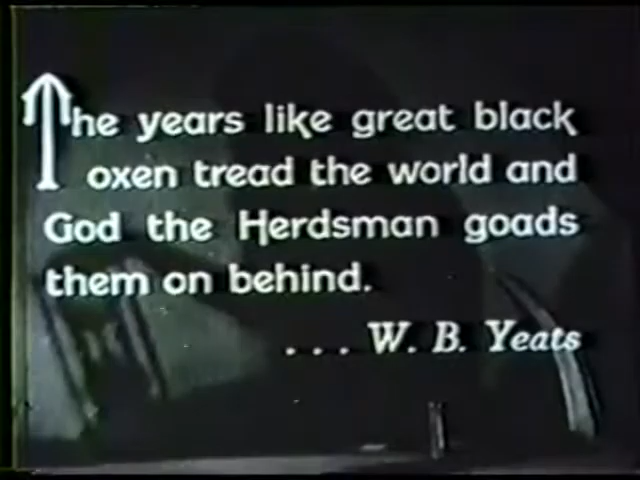 The years like great black
oxen tread the world and
God the Herdsman goads
them on behind.
... W. B. Yeats